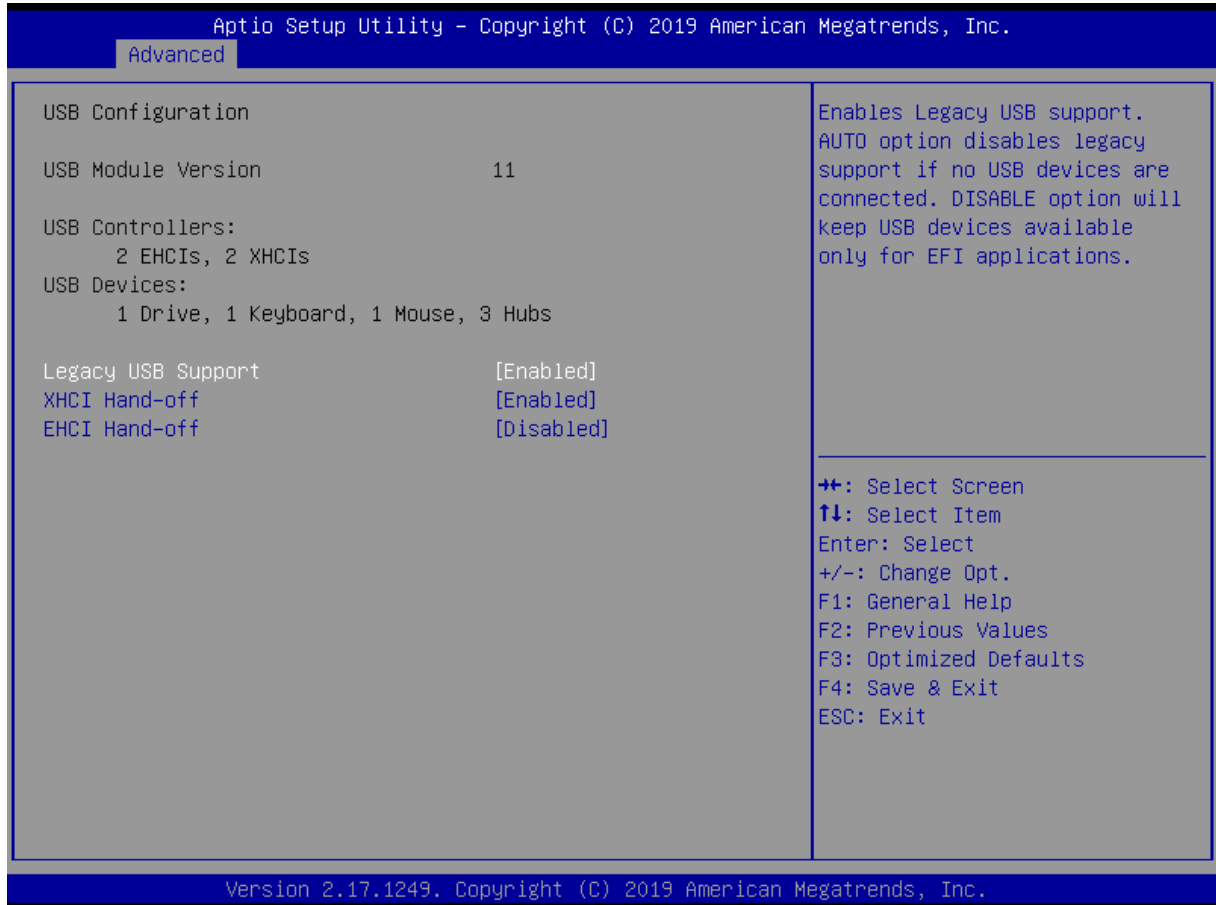 Aptio Setup Utility – Copyright (C) 2019 American Megatrends, Inc.
Advanced
USB Configuration
USB Module Version 11
USB Controllers:
2 EHCIs, 2 XHCIs
USB Devices:
1 Drive, 1 Keyboard, 1 Mouse, 3 Hubs
Legacy USB Support [Enabled]
XHCI Hand-off [Enabled]
EHCI Hand-off [Disabled]
Enables Legacy USB support.
AUTO option disables legacy
support if no USB devices are
connected. DISABLE option will
keep USB devices available
only for EFI applications.
→←: Select Screen
↑↓: Select Item
Enter: Select
+/-: Change Opt.
F1: General Help
F2: Previous Values
F3: Optimized Defaults
F4: Save & Exit
ESC: Exit
Version 2.17.1249. Copyright (C) 2019 American Megatrends, Inc.